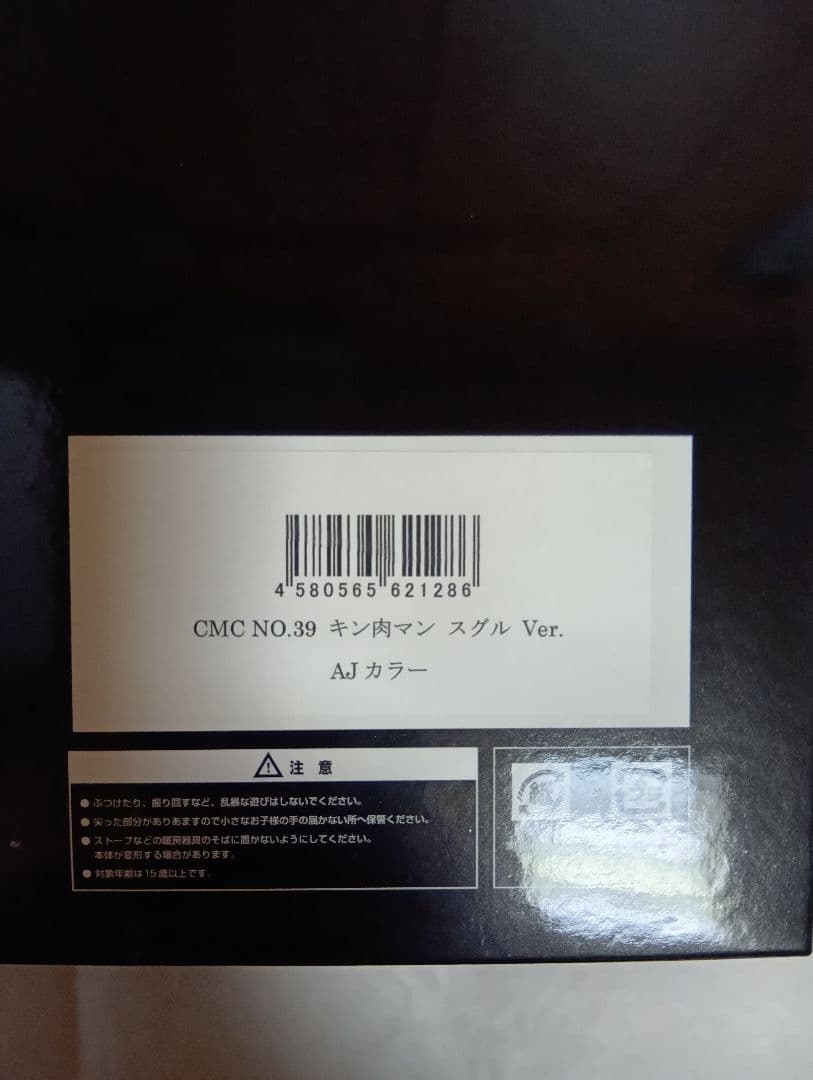 4 580565 621286
CMC NO.39 キン肉マン スグル Ver.
AJ カラー
注 意
●ぶつけたり、振り回すなど、乱暴な遊びはしないでください。
●尖った部分がありあますので小さなお子様の手の届かない所へ保管ください。
●ストーブなどの暖房器具のそばに置かないようにしてください。
本体が変形する場合があります。
●対象年齢は15歳以上です。